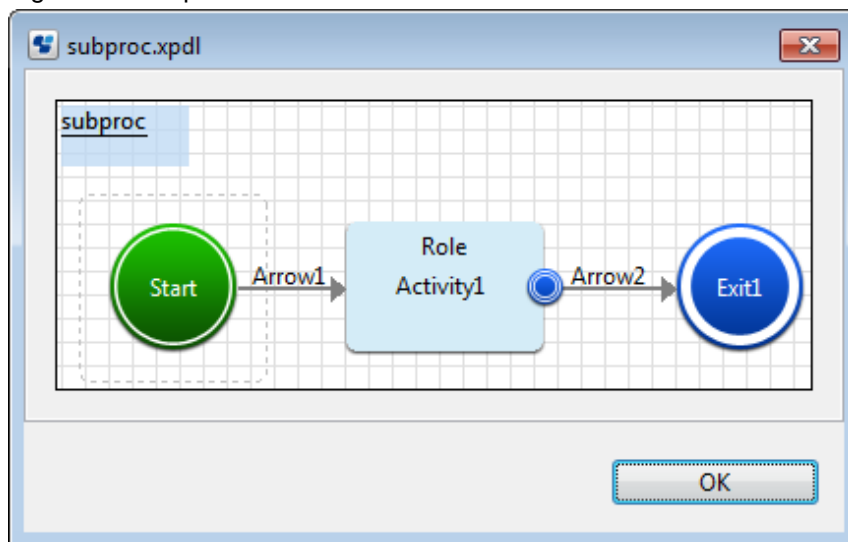 subproc.xpdl
subproc
Start
Arrow1
Role
Activity1
Arrow2
Exit1
OK